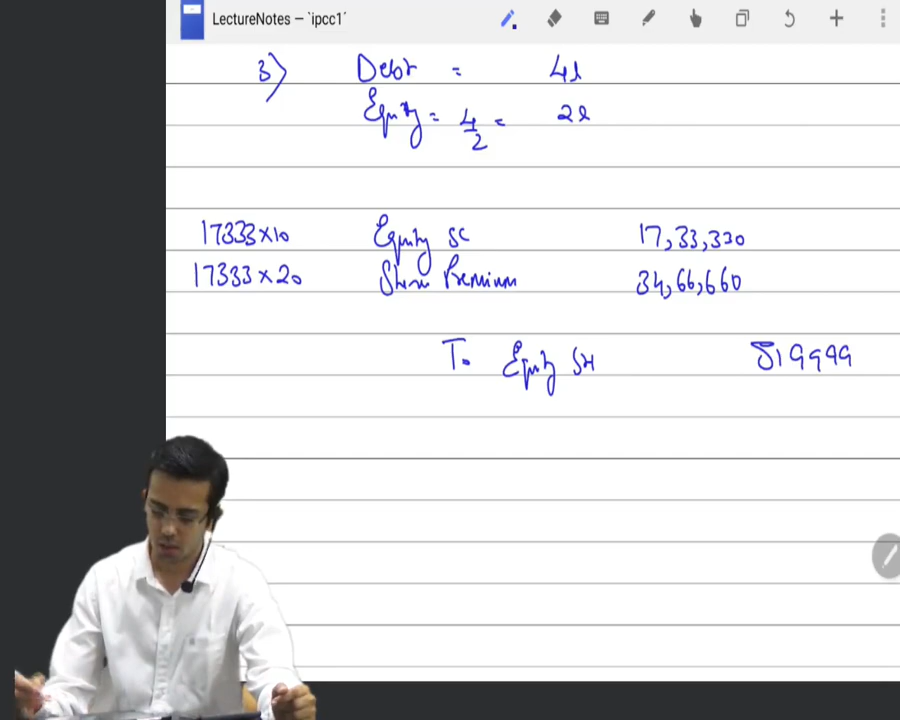 LectureNotes – `ipcc1´
3) Debt = 4l
Equity = 4/2 = 2l
17333×10 Equity SC 17,33,330
17333×20 Share Premium 34,66,660
To Equity SH 519999